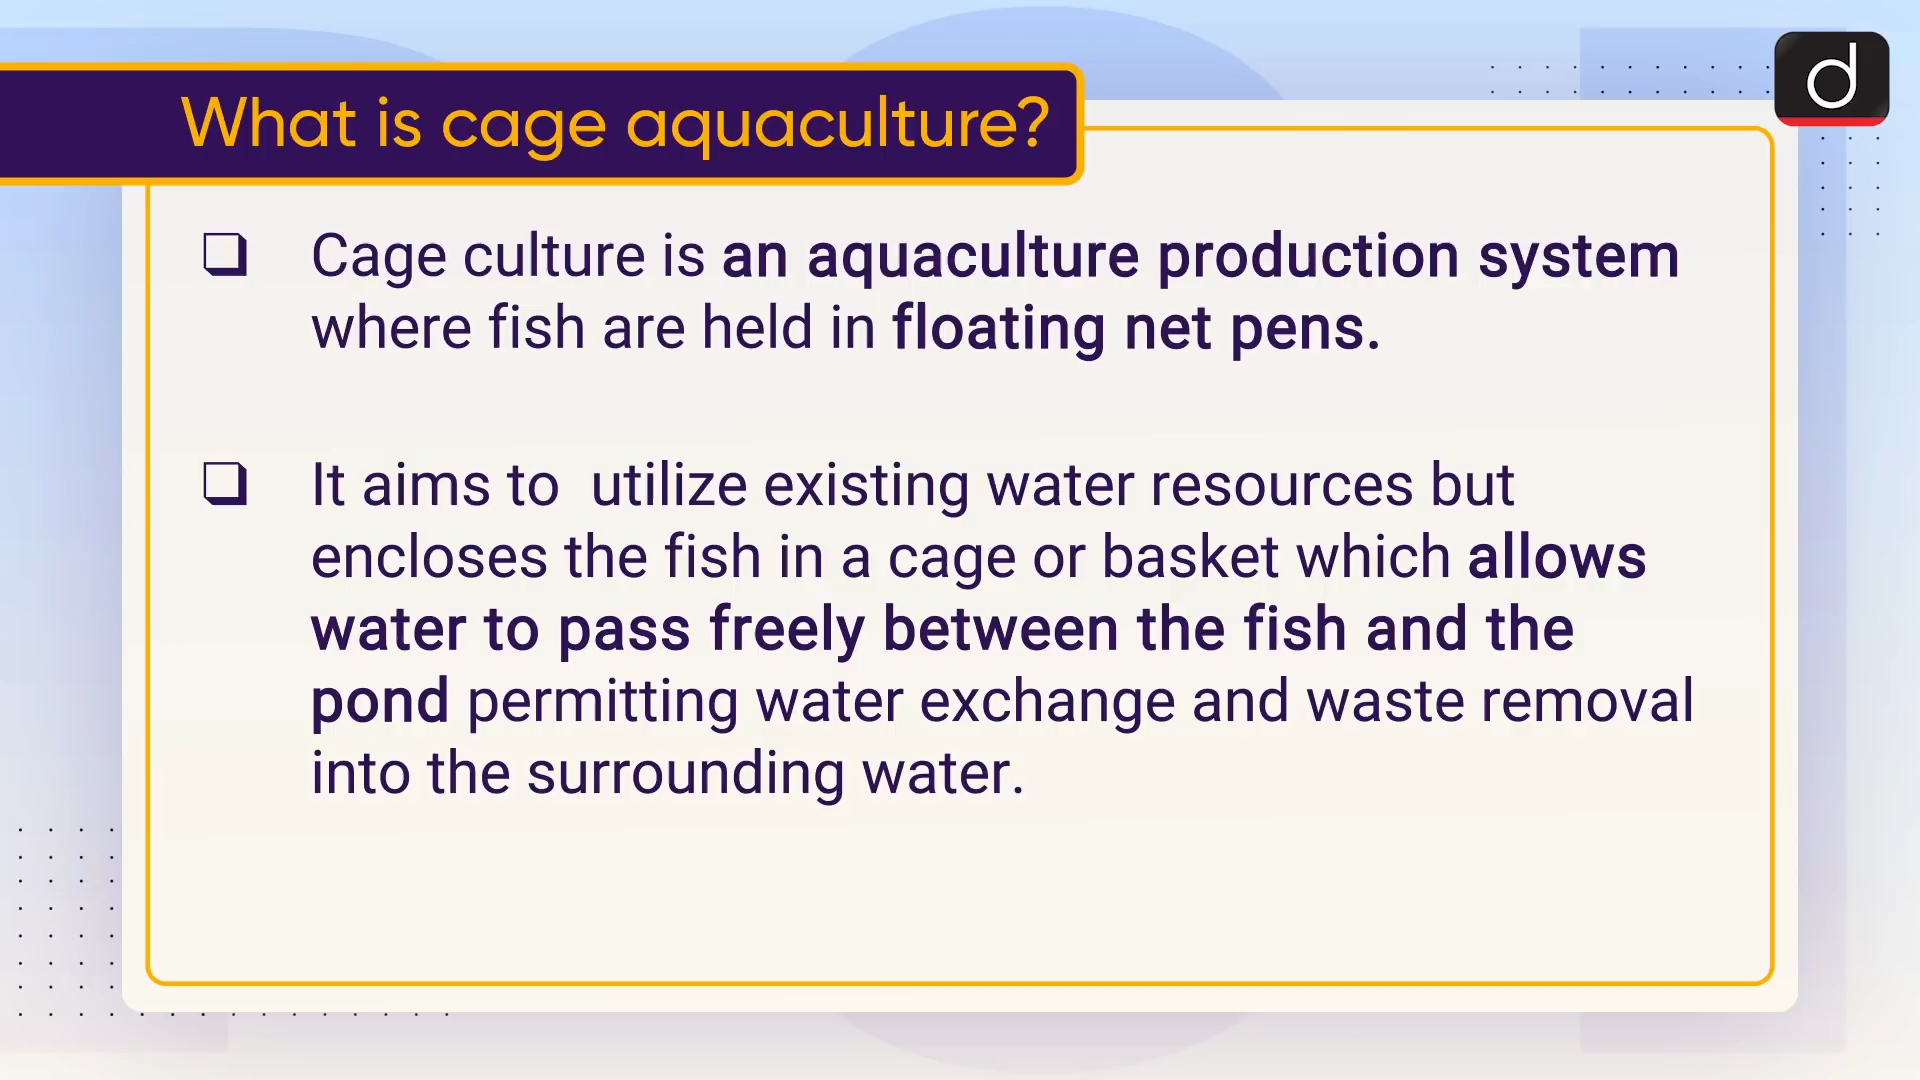 What is cage aquaculture?
d
❑ Cage culture is an aquaculture production system
where fish are held in floating net pens.
❑ It aims to  utilize existing water resources but
encloses the fish in a cage or basket which allows
water to pass freely between the fish and the
pond permitting water exchange and waste removal
into the surrounding water.